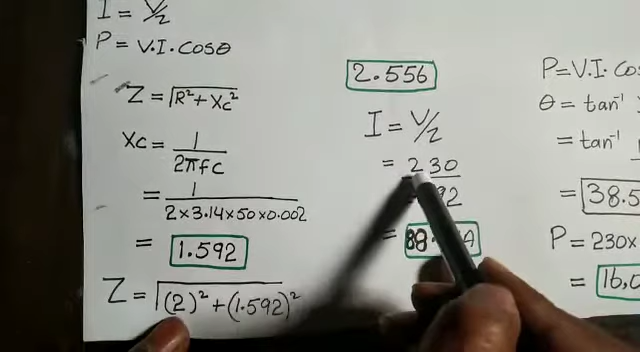 I = V/Z
P = V.I.COSθ
Z = √R² + Xc²
Xc = 1
2πfc
= 1
2 x 3.14 x 50 x 0.002
= 1.592
Z = √(2)² + (1.592)²
2.556
I = V/Z
= 230
92
=
P = V.I.
θ = tan⁻¹
= tan⁻¹
= 38.5
P = 230 x
= 16.0